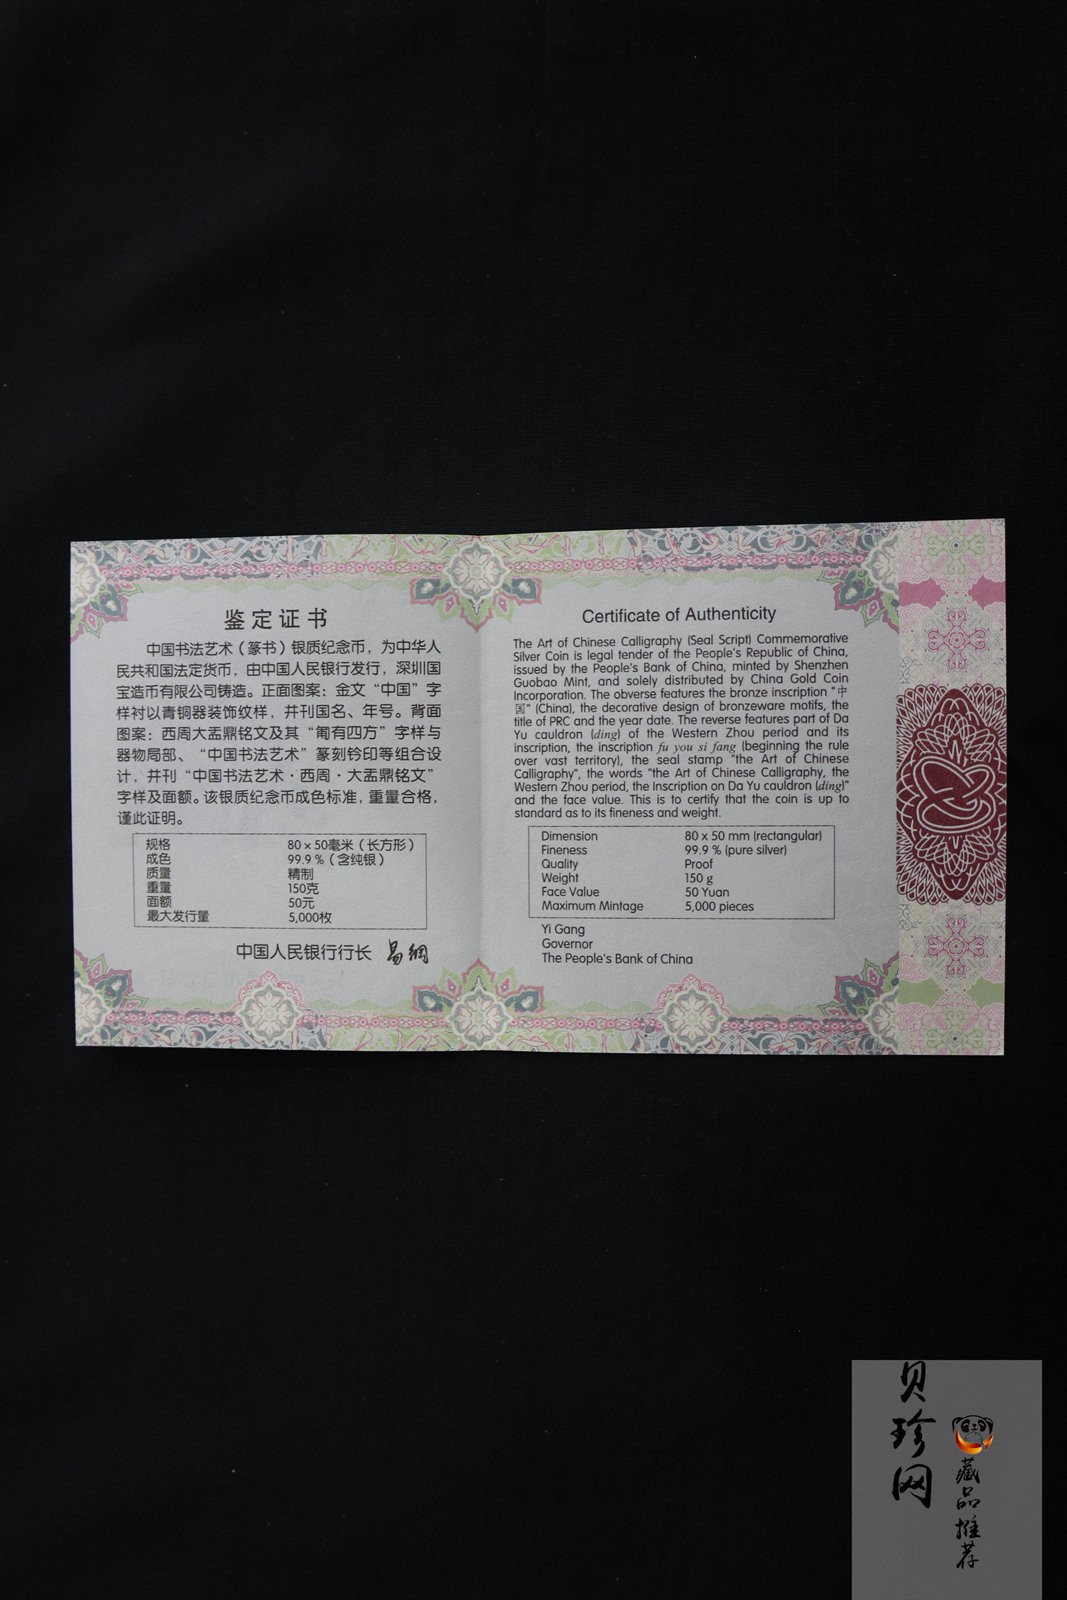 鉴定证书
中国书法艺术（篆书）银质纪念币，为中华人
民共和国法定货币，由中国人民银行发行，深圳国
宝造币有限公司铸造。正面图案：金文“中国”字
样衬以青铜器装饰纹样，并刊国名、年号。背面
图案：西周大盂鼎铭文及其“匍有四方”字样与
器物局部、“中国书法艺术”篆刻钤印等组合设
计，并刊“中国书法艺术·西周·大盂鼎铭文”
字样及面额。该银质纪念币成色标准，重量合格，
谨此证明。
规格 80 x 50毫米（长方形）
成色 99.9 %（含纯银）
质量 精制
重量 150克
面额 50元
最大发行量 5,000枚
中国人民银行行长 易纲
Certificate of Authenticity
The Art of Chinese Calligraphy (Seal Script) Commemorative
Silver Coin is legal tender of the People's Republic of China,
issued by the People's Bank of China, minted by Shenzhen
Guobao Mint, and solely distributed by China Gold Coin
Incorporation. The obverse features the bronze inscription "中
国" (China), the decorative design of bronzeware motifs, the
title of PRC and the year date. The reverse features part of Da
Yu cauldron (ding) of the Western Zhou period and its
inscription, the inscription fu you si fang (beginning the rule
over vast territory), the seal stamp "the Art of Chinese
Calligraphy", the words "the Art of Chinese Calligraphy, the
Western Zhou period, the Inscription on Da Yu cauldron (ding)"
and the face value. This is to certify that the coin is up to
standard as to its fineness and weight.
Dimension 80 x 50 mm (rectangular)
Fineness 99.9 % (pure silver)
Quality Proof
Weight 150 g
Face Value 50 Yuan
Maximum Mintage 5,000 pieces
Yi Gang
Governor
The People's Bank of China
贝珍网
藏品推荐